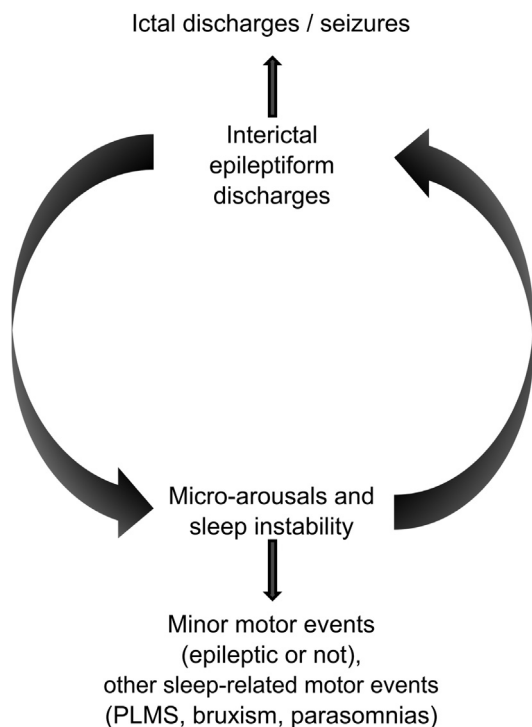 Ictal discharges / seizures
Interictal
epileptiform
discharges
Micro-arousals and
sleep instability
Minor motor events
(epileptic or not),
other sleep-related motor events
(PLMS, bruxism, parasomnias)